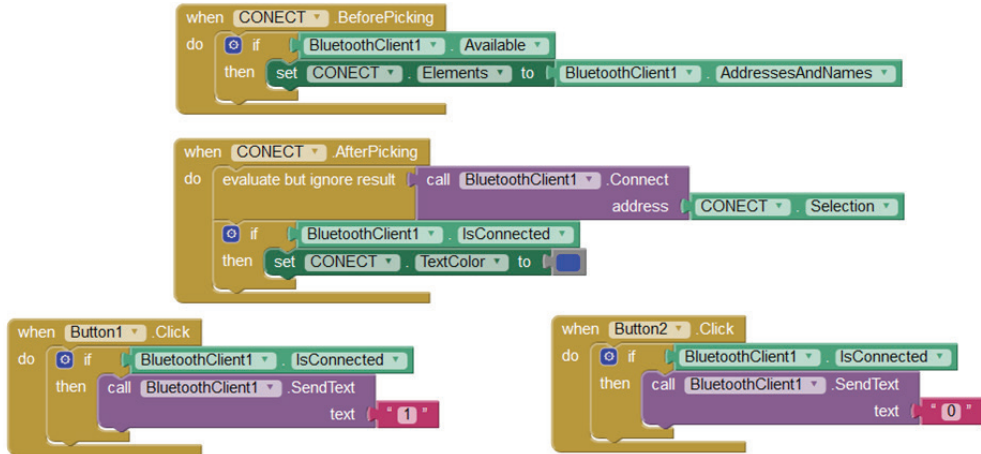 when CONECT .BeforePicking
do if BluetoothClient1 . Available
then set CONECT . Elements to BluetoothClient1 . AddressesAndNames
when CONECT .AfterPicking
do evaluate but ignore result call BluetoothClient1 .Connect
address CONECT . Selection
if BluetoothClient1 . IsConnected
then set CONECT . TextColor to
when Button1 .Click
do if BluetoothClient1 . IsConnected
then call BluetoothClient1 .SendText
text " 1 "
when Button2 .Click
do if BluetoothClient1 . IsConnected
then call BluetoothClient1 .SendText
text " 0 "